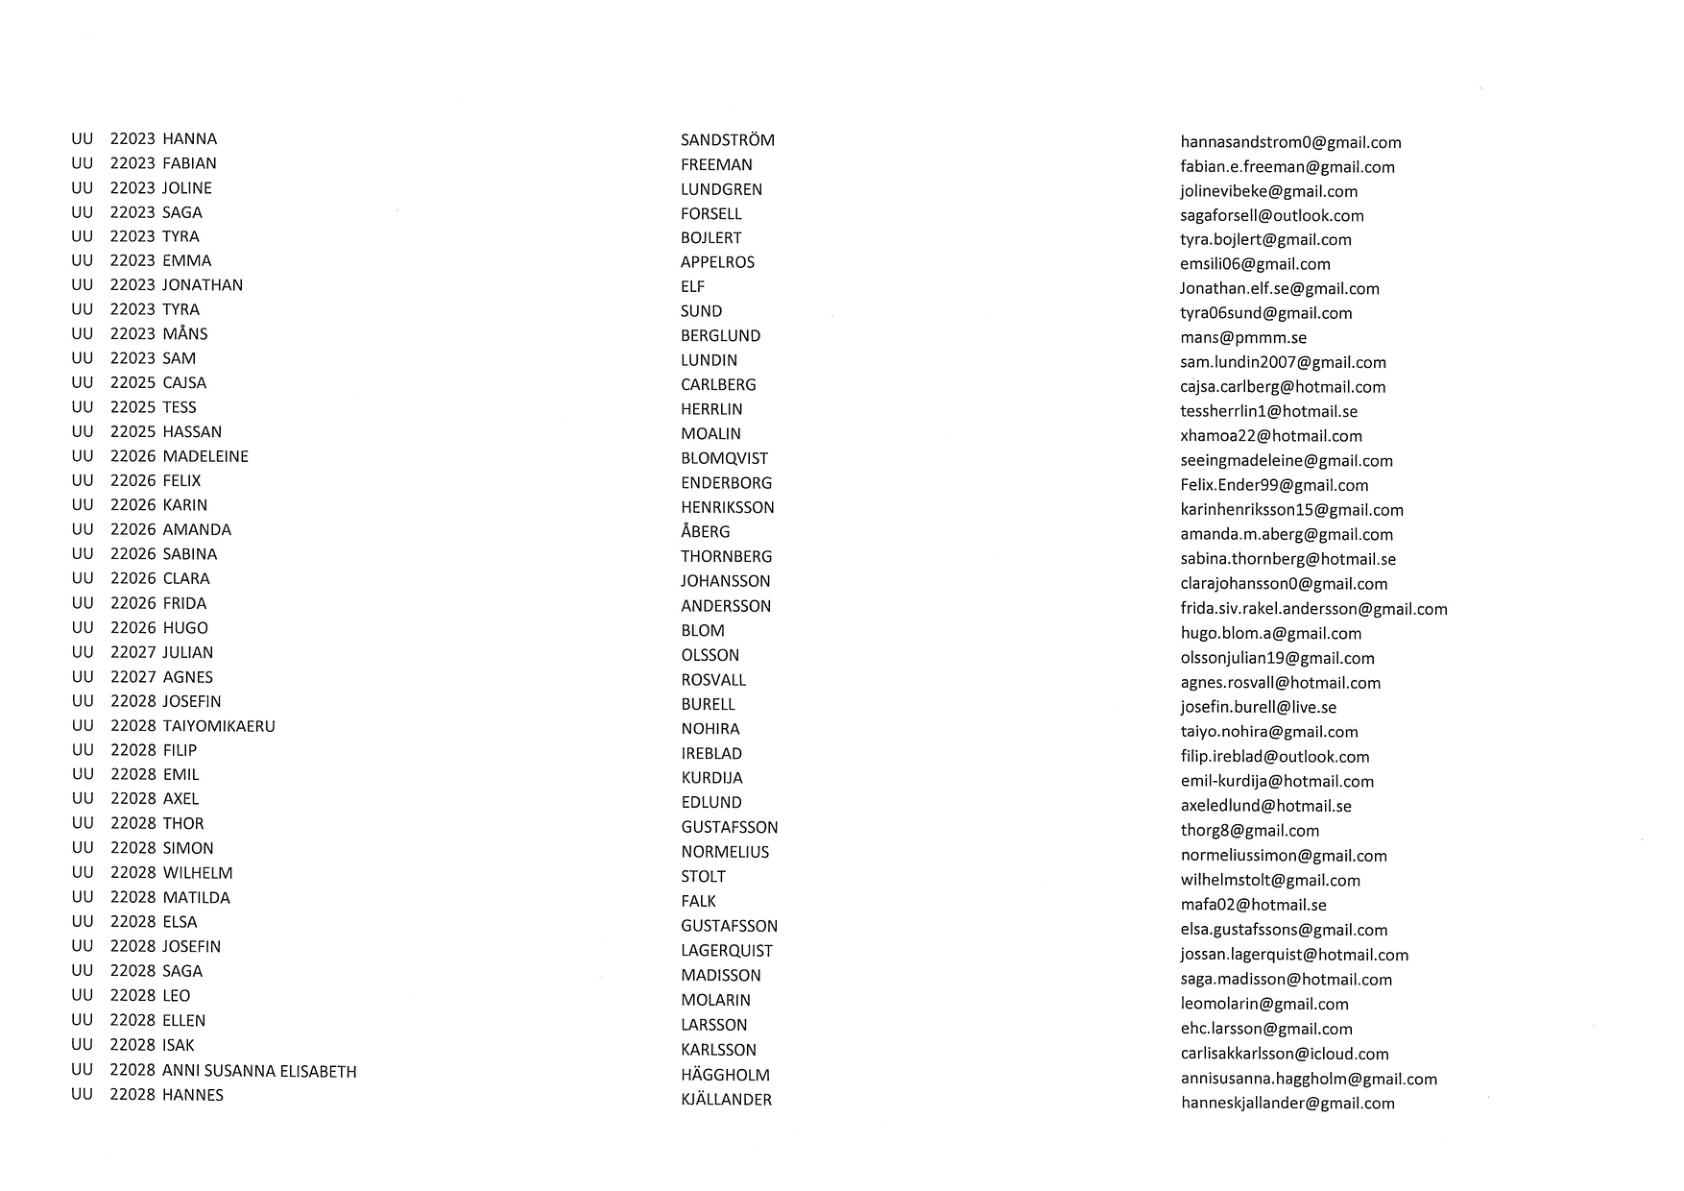 UU 22023 HANNA SANDSTRÖM hannasandstrom0@gmail.com
UU 22023 FABIAN FREEMAN fabian.e.freeman@gmail.com
UU 22023 JOLINE LUNDGREN jolinevibeke@gmail.com
UU 22023 SAGA FORSELL sagaforsell@outlook.com
UU 22023 TYRA BOJLERT tyra.bojlert@gmail.com
UU 22023 EMMA APPELROS emsili06@gmail.com
UU 22023 JONATHAN ELF Jonathan.elf.se@gmail.com
UU 22023 TYRA SUND tyra06sund@gmail.com
UU 22023 MÅNS BERGLUND mans@pmmm.se
UU 22023 SAM LUNDIN sam.lundin2007@gmail.com
UU 22025 CAJSA CARLBERG cajsa.carlberg@hotmail.com
UU 22025 TESS HERRLIN tessherrlin1@hotmail.se
UU 22025 HASSAN MOALIN xhamoa22@hotmail.com
UU 22026 MADELEINE BLOMQVIST seeingmadeleine@gmail.com
UU 22026 FELIX ENDERBORG Felix.Ender99@gmail.com
UU 22026 KARIN HENRIKSSON karinhenriksson15@gmail.com
UU 22026 AMANDA ÅBERG amanda.m.aberg@gmail.com
UU 22026 SABINA THORNBERG sabina.thornberg@hotmail.se
UU 22026 CLARA JOHANSSON clarajohansson0@gmail.com
UU 22026 FRIDA ANDERSSON frida.siv.rakel.andersson@gmail.com
UU 22026 HUGO BLOM hugo.blom.a@gmail.com
UU 22027 JULIAN OLSSON olssonjulian19@gmail.com
UU 22027 AGNES ROSVALL agnes.rosvall@hotmail.com
UU 22028 JOSEFIN BURELL josefin.burell@live.se
UU 22028 TAIYOMIKAERU NOHIRA taiyo.nohira@gmail.com
UU 22028 FILIP IREBLAD filip.ireblad@outlook.com
UU 22028 EMIL KURDIJA emil-kurdija@hotmail.com
UU 22028 AXEL EDLUND axeledlund@hotmail.se
UU 22028 THOR GUSTAFSSON thorg8@gmail.com
UU 22028 SIMON NORMELIUS normeliussimon@gmail.com
UU 22028 WILHELM STOLT wilhelmstolt@gmail.com
UU 22028 MATILDA FALK mafa02@hotmail.se
UU 22028 ELSA GUSTAFSSON elsa.gustafssons@gmail.com
UU 22028 JOSEFIN LAGERQUIST jossan.lagerquist@hotmail.com
UU 22028 SAGA MADISSON saga.madisson@hotmail.com
UU 22028 LEO MOLARIN leomolarin@gmail.com
UU 22028 ELLEN LARSSON ehc.larsson@gmail.com
UU 22028 ISAK KARLSSON carlisakkarlsson@icloud.com
UU 22028 ANNI SUSANNA ELISABETH HÄGGHOLM annisusanna.haggholm@gmail.com
UU 22028 HANNES KJÄLLANDER hanneskjallander@gmail.com